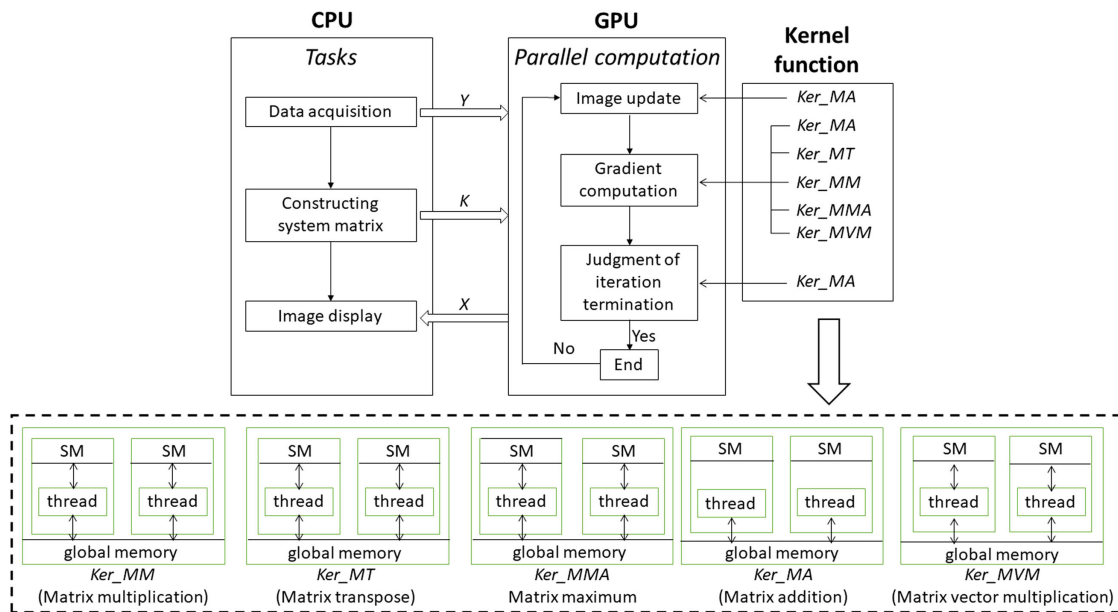 CPU
Tasks
Data acquisition
Constructing
system matrix
Image display
Y
K
X
GPU
Parallel computation
Image update
Gradient
computation
Judgment of
iteration
termination
Yes
No
End
Kernel
function
Ker_MA
Ker_MA
Ker_MT
Ker_MM
Ker_MMA
Ker_MVM
Ker_MA
SM SM
thread thread
global memory
Ker_MM
(Matrix multiplication)
SM SM
thread thread
global memory
Ker_MT
(Matrix transpose)
SM SM
thread thread
global memory
Ker_MMA
Matrix maximum
SM SM
thread thread
global memory
Ker_MA
(Matrix addition)
SM SM
thread thread
global memory
Ker_MVM
(Matrix vector multiplication)